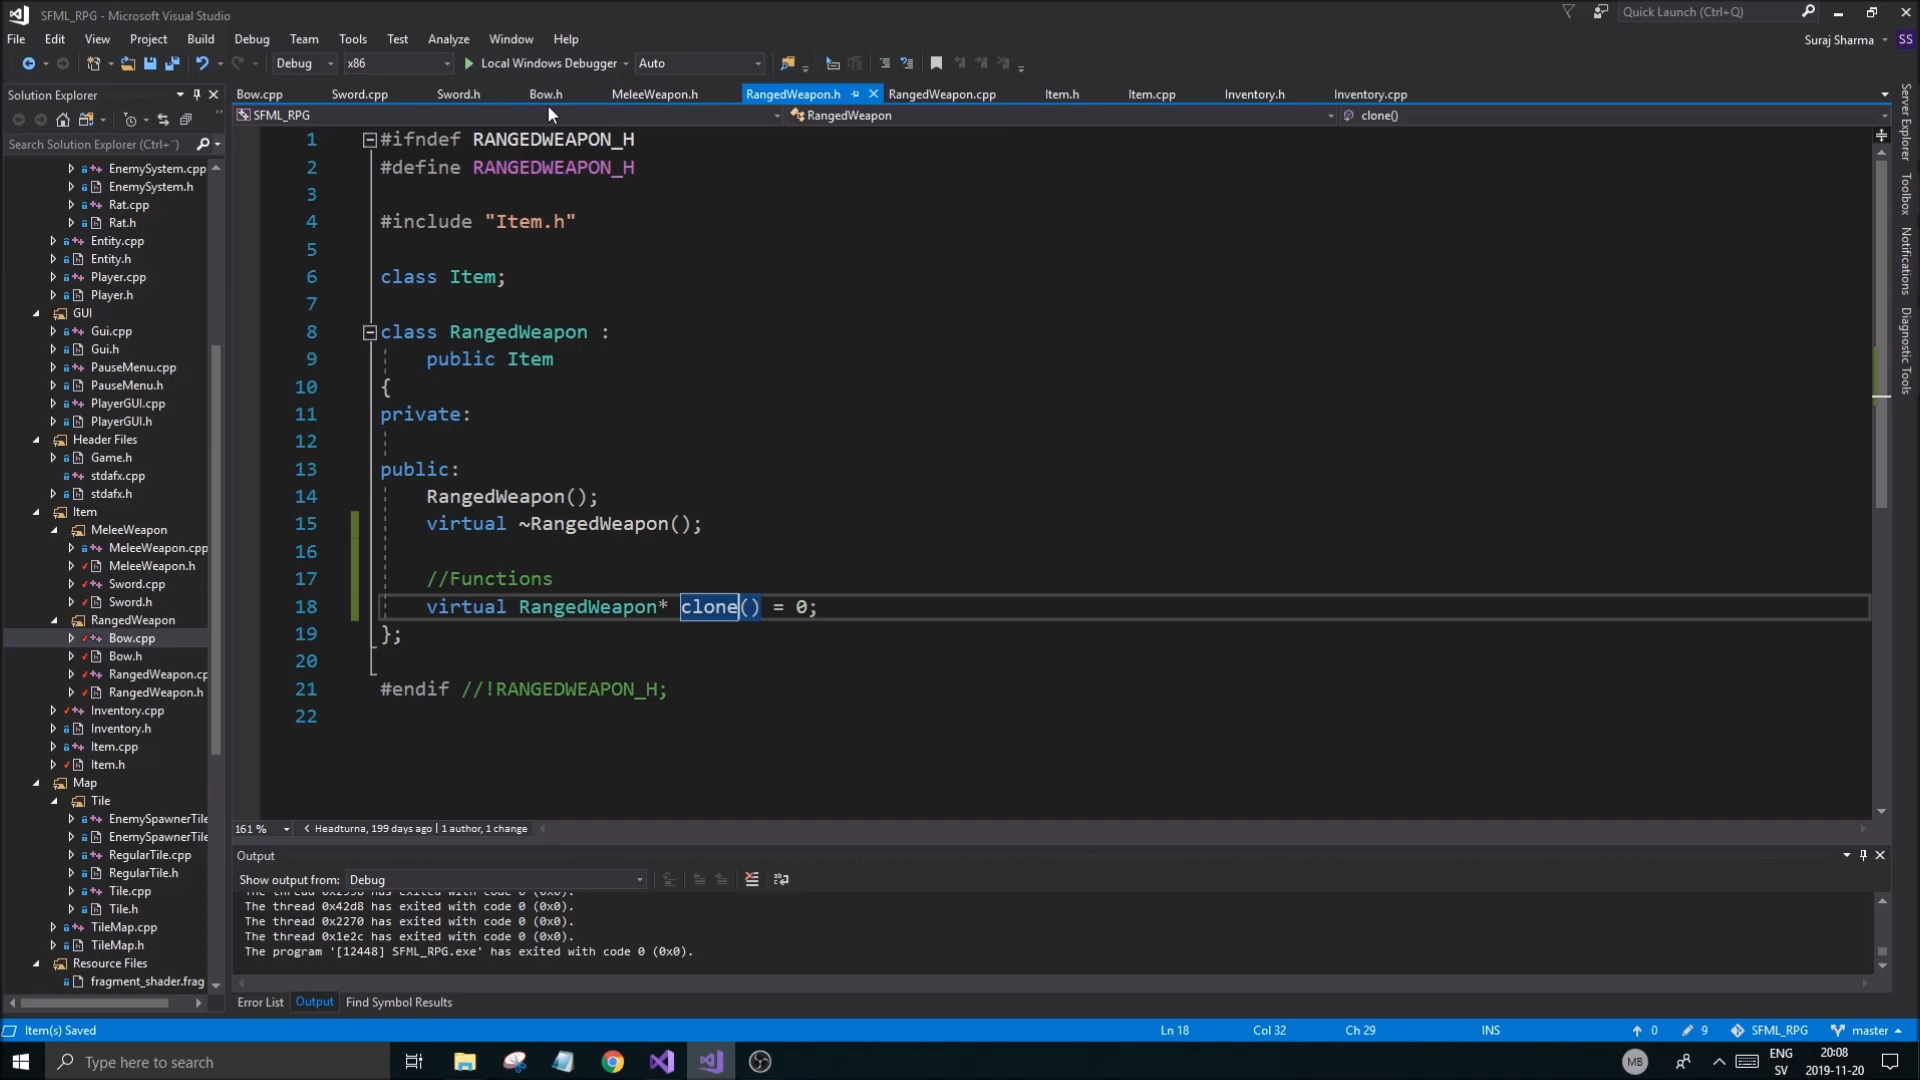 SFML_RPG - Microsoft Visual Studio
Quick Launch (Ctrl+Q)
File Edit View Project Build Debug Team Tools Test Analyze Window Help
Suraj Sharma SS
Debug x86 Local Windows Debugger Auto
Solution Explorer
Bow.cpp Sword.cpp Sword.h Bow.h MeleeWeapon.h RangedWeapon.h RangedWeapon.cpp Item.h Item.cpp Inventory.h Inventory.cpp
SFML_RPG RangedWeapon clone()
Search Solution Explorer (Ctrl+¨)
EnemySystem.cpp
EnemySystem.h
Rat.cpp
Rat.h
Entity.cpp
Entity.h
Player.cpp
Player.h
GUI
Gui.cpp
Gui.h
PauseMenu.cpp
PauseMenu.h
PlayerGUI.cpp
PlayerGUI.h
Header Files
Game.h
stdafx.cpp
stdafx.h
Item
MeleeWeapon
MeleeWeapon.cpp
MeleeWeapon.h
Sword.cpp
Sword.h
RangedWeapon
Bow.cpp
Bow.h
RangedWeapon.cp
RangedWeapon.h
Inventory.cpp
Inventory.h
Item.cpp
Item.h
Map
Tile
EnemySpawnerTile
EnemySpawnerTile
RegularTile.cpp
RegularTile.h
Tile.cpp
Tile.h
TileMap.cpp
TileMap.h
Resource Files
fragment_shader.frag
1 #ifndef RANGEDWEAPON_H
2 #define RANGEDWEAPON_H
3
4 #include "Item.h"
5
6 class Item;
7
8 class RangedWeapon :
9 public Item
10 {
11 private:
12
13 public:
14 RangedWeapon();
15 virtual ~RangedWeapon();
16
17 //Functions
18 virtual RangedWeapon* clone() = 0;
19 };
20
21 #endif //!RANGEDWEAPON_H;
22
161 % Headturna, 199 days ago | 1 author, 1 change
Output
Show output from: Debug
The thread 0x42d8 has exited with code 0 (0x0).
The thread 0x2270 has exited with code 0 (0x0).
The thread 0x1e2c has exited with code 0 (0x0).
The program '[12448] SFML_RPG.exe' has exited with code 0 (0x0).
Error List Output Find Symbol Results
Server Explorer
Toolbox
Notifications
Diagnostic Tools
Item(s) Saved Ln 18 Col 32 Ch 29 INS 0 9 SFML_RPG master
Type here to search
MB
ENG
SV
20:08
2019-11-20